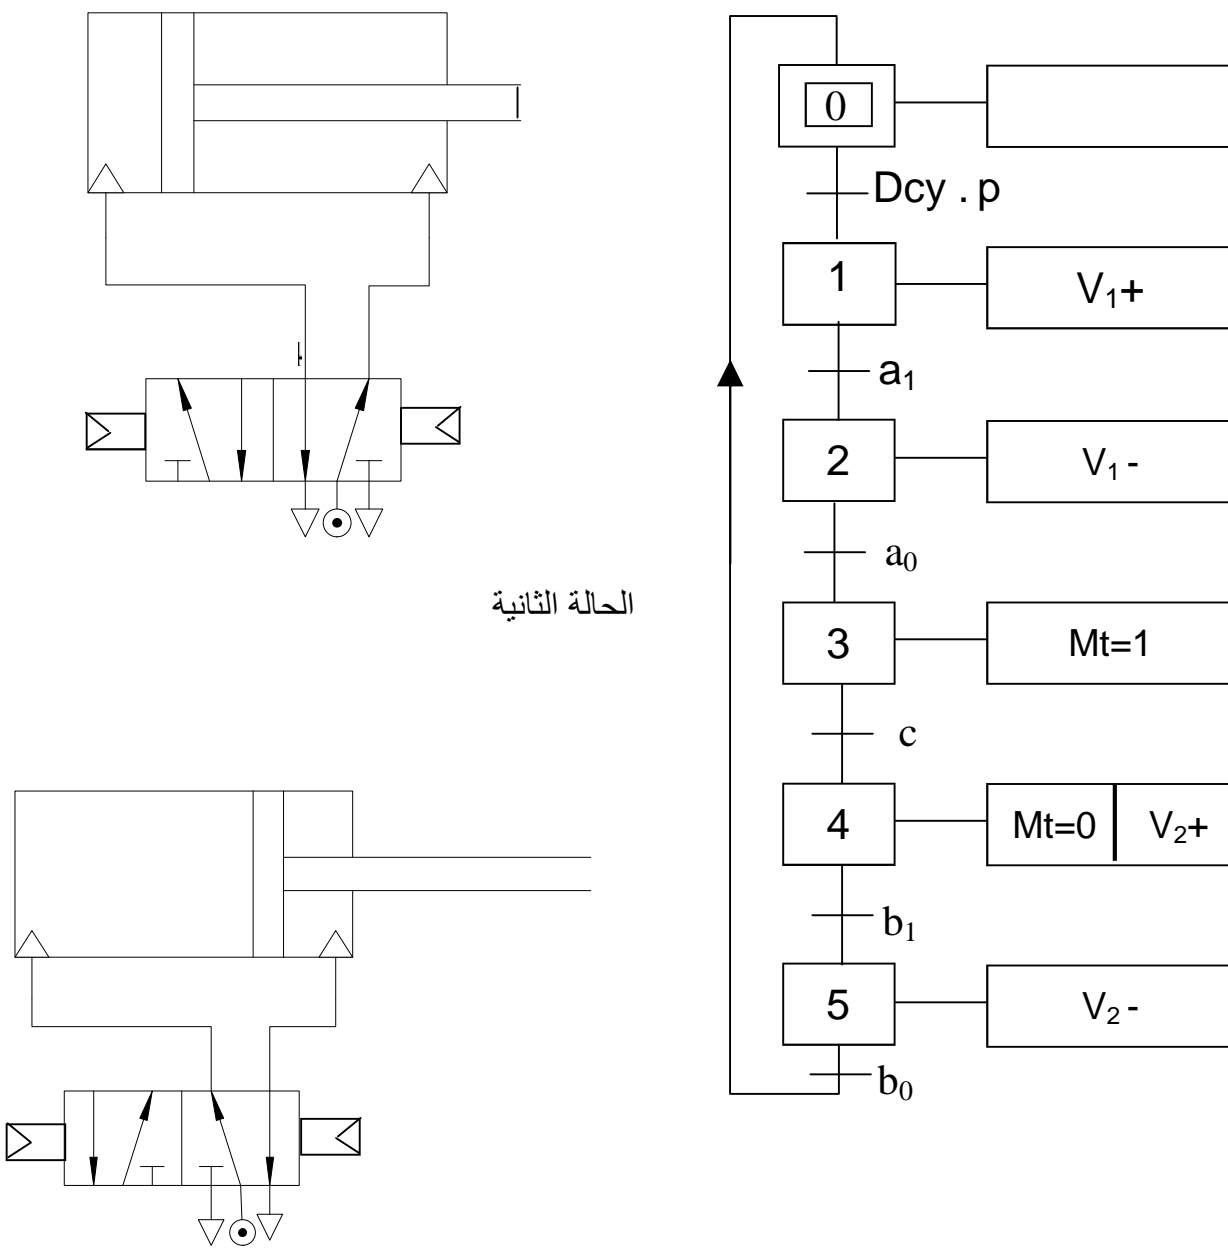 0
Dcy . p
1
V₁+
a₁
2
V₁ -
a₀
الحالة الثانية
3
Mt=1
c
4
Mt=0 V₂+
b₁
5
V₂ -
b₀